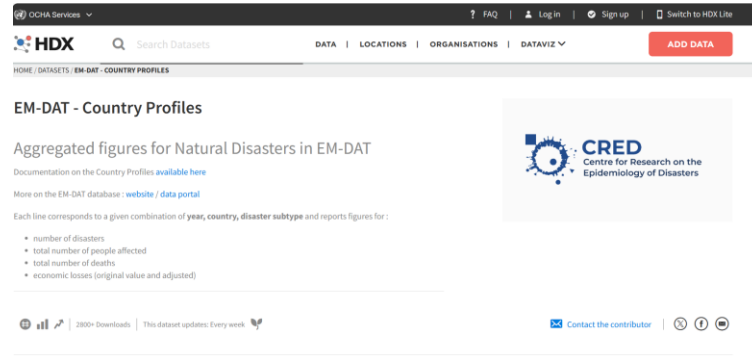 OCHA Services
? FAQ | Log in | Sign up | Switch to HDX Lite
HDX
Search Datasets
DATA | LOCATIONS | ORGANISATIONS | DATAVIZ
ADD DATA
HOME / DATASETS / EM-DAT - COUNTRY PROFILES
EM-DAT - Country Profiles
Aggregated figures for Natural Disasters in EM-DAT
Documentation on the Country Profiles available here
More on the EM-DAT database : website / data portal
Each line corresponds to a given combination of year, country, disaster subtype and reports figures for :
• number of disasters
• total number of people affected
• total number of deaths
• economic losses (original value and adjusted)
CRED
Centre for Research on the
Epidemiology of Disasters
2800+ Downloads | This dataset updates: Every week
Contact the contributor